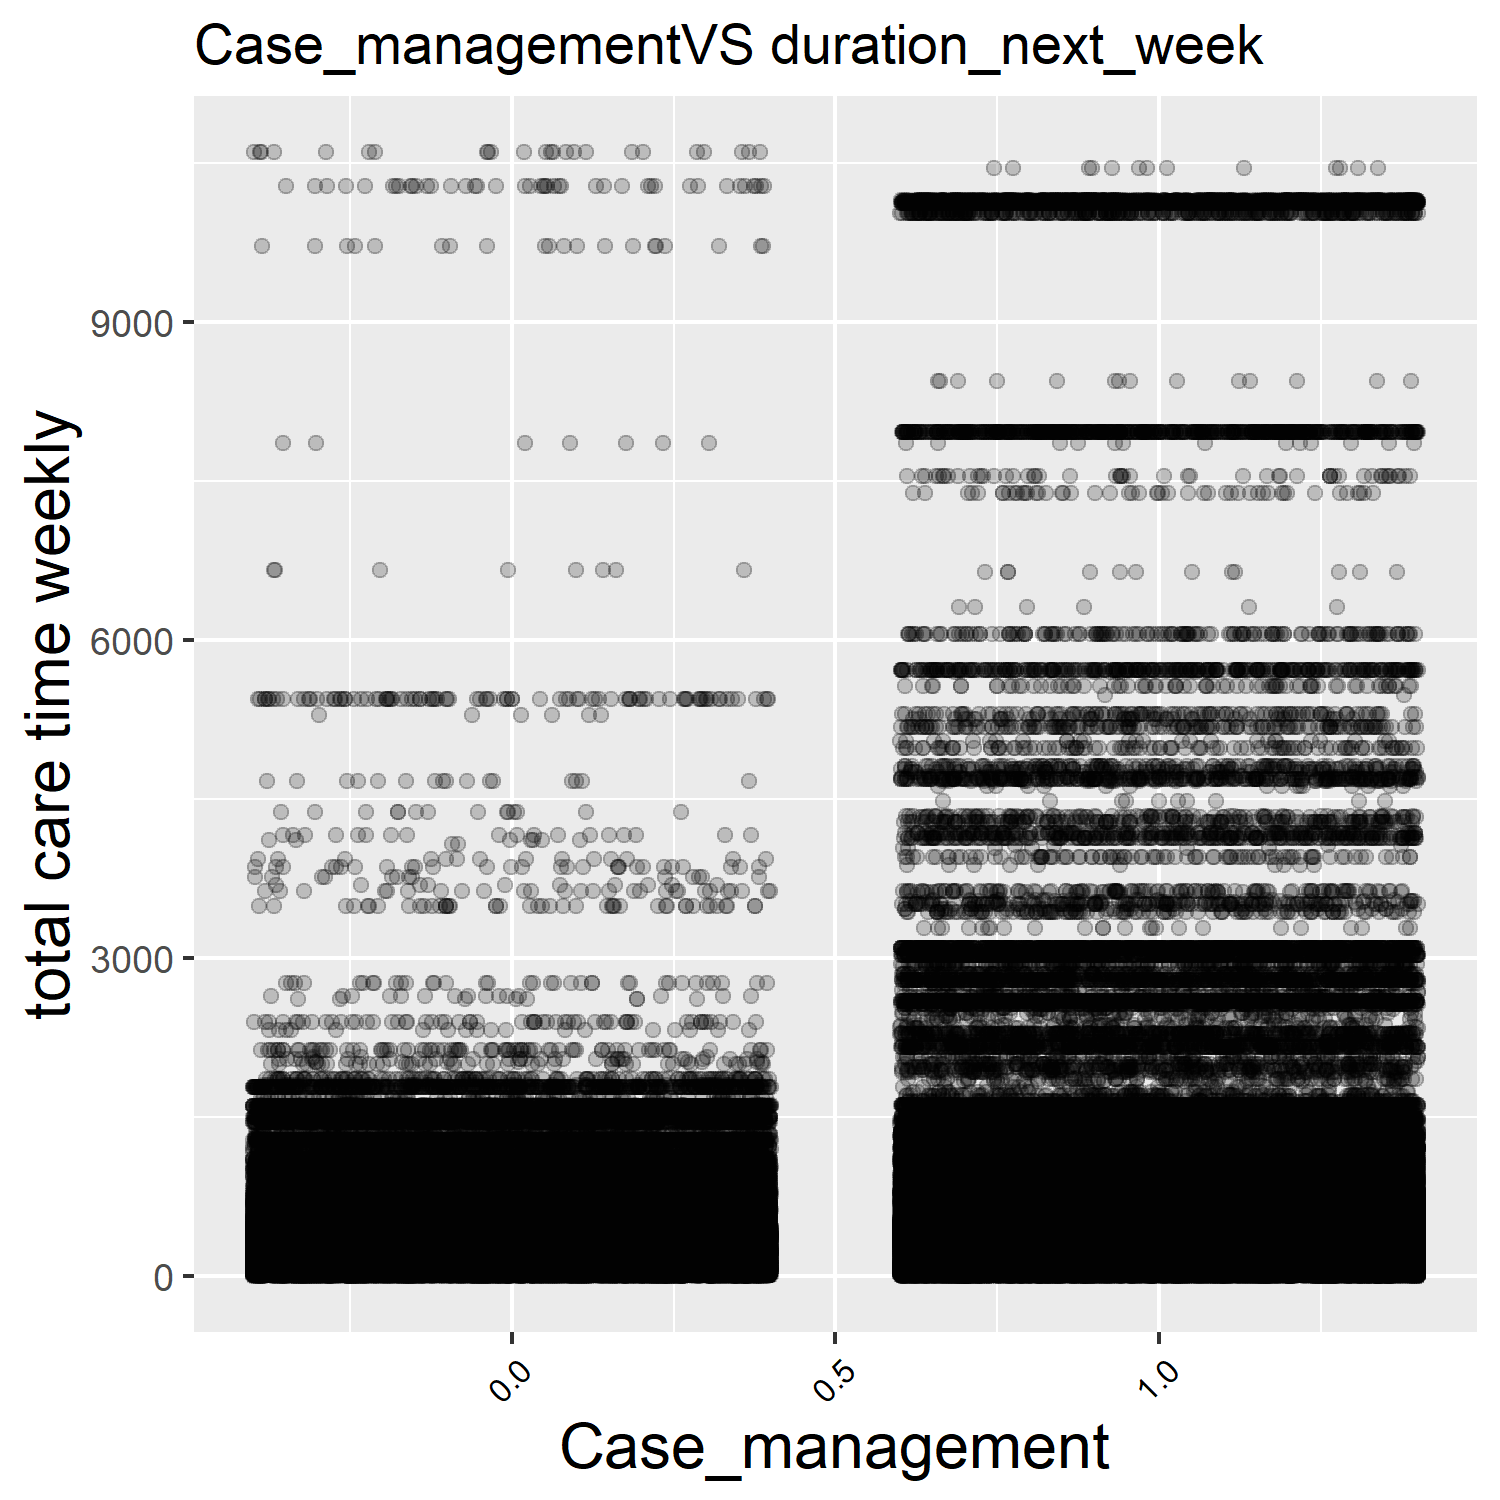 Case_managementVS duration_next_week
total care time weekly
9000
6000
3000
0
0.0
0.5
1.0
Case_management